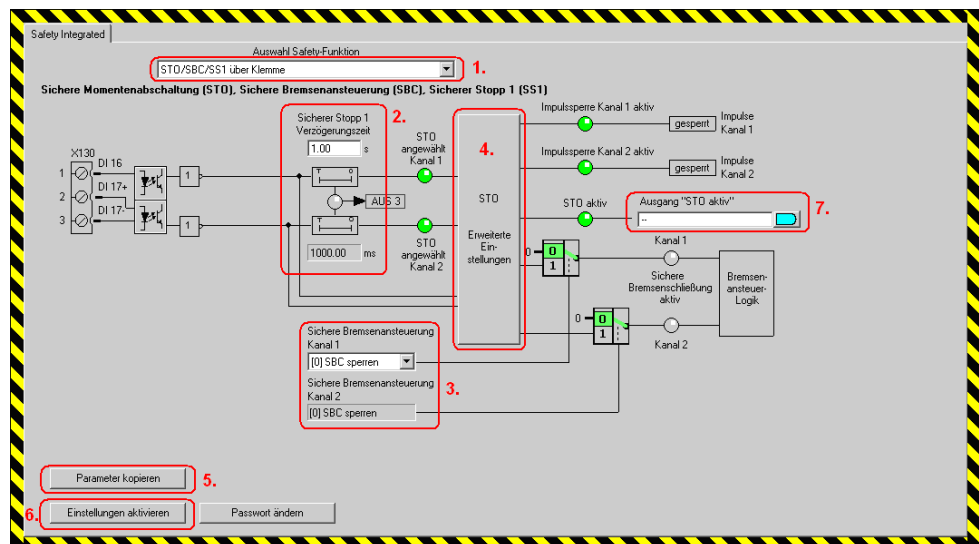 Safety Integrated
Auswahl Safety-Funktion
STO/SBC/SS1 über Klemme
1.
Sichere Momentenabschaltung (STO), Sichere Bremsenansteuerung (SBC), Sicherer Stopp 1 (SS1)
Sicherer Stopp 1
Verzögerungszeit
1.00 s
2.
STO
angewählt
Kanal 1
4.
STO
Erweiterte
Ein-
stellungen
Impulssperre Kanal 1 aktiv
gesperrt
Impulse
Kanal 1
Impulssperre Kanal 2 aktiv
gesperrt
Impulse
Kanal 2
X130
1
DI 16
2
DI 17+
3
DI 17-
1
1
T 0
AUS 3
T 0
1000.00 ms
STO
angewählt
Kanal 2
STO aktiv
Ausgang "STO aktiv"
--
7.
0
0
1
Kanal 1
Sichere
Bremsenschließung
aktiv
Bremsen-
ansteuer-
Logik
0
0
1
Kanal 2
Sichere Bremsenansteuerung
Kanal 1
[0] SBC sperren
Sichere Bremsenansteuerung
Kanal 2
[0] SBC sperren
3.
Parameter kopieren
5.
6.
Einstellungen aktivieren
Passwort ändern